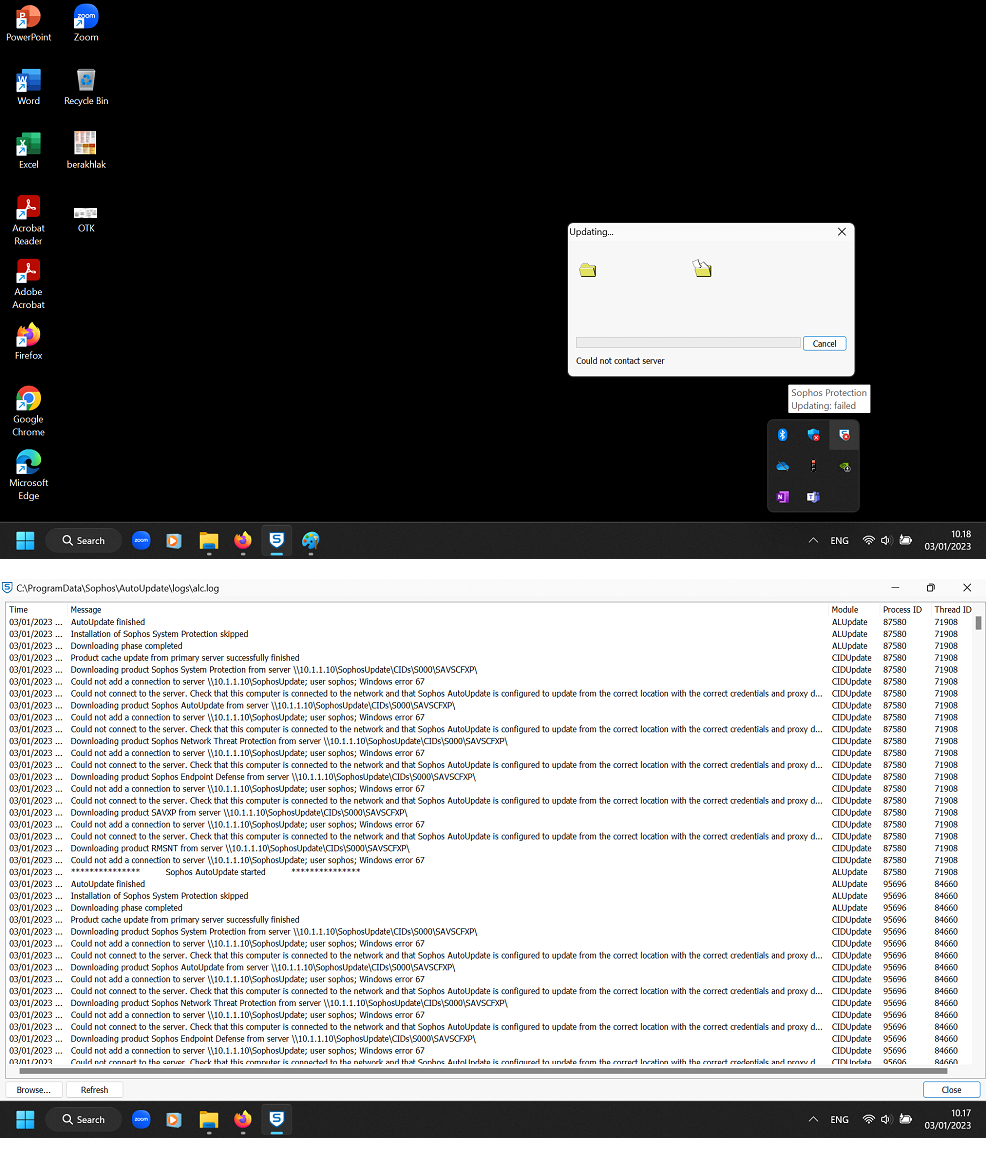 PowerPoint
zoom
Zoom
Word
Recycle Bin
Excel
berakhlak
Acrobat
Reader
OTK
Adobe
Acrobat
Firefox
Google
Chrome
Microsoft
Edge
Updating...
Cancel
Could not contact server
Sophos Protection
Updating: failed
Search
zoom
ENG
10.18
03/01/2023
C:\ProgramData\Sophos\AutoUpdate\logs\alc.log
Time Message Module Process ID Thread ID
03/01/2023 ... AutoUpdate finished ALUpdate 87580 71908
03/01/2023 ... Installation of Sophos System Protection skipped ALUpdate 87580 71908
03/01/2023 ... Downloading phase completed ALUpdate 87580 71908
03/01/2023 ... Product cache update from primary server successfully finished CIDUpdate 87580 71908
03/01/2023 ... Downloading product Sophos System Protection from server \\10.1.1.10\SophosUpdate\CIDs\S000\SAVSCFXP\ CIDUpdate 87580 71908
03/01/2023 ... Could not add a connection to server \\10.1.1.10\SophosUpdate; user sophos; Windows error 67 CIDUpdate 87580 71908
03/01/2023 ... Could not connect to the server. Check that this computer is connected to the network and that Sophos AutoUpdate is configured to update from the correct location with the correct credentials and proxy d... CIDUpdate 87580 71908
03/01/2023 ... Downloading product Sophos AutoUpdate from server \\10.1.1.10\SophosUpdate\CIDs\S000\SAVSCFXP\ CIDUpdate 87580 71908
03/01/2023 ... Could not add a connection to server \\10.1.1.10\SophosUpdate; user sophos; Windows error 67 CIDUpdate 87580 71908
03/01/2023 ... Could not connect to the server. Check that this computer is connected to the network and that Sophos AutoUpdate is configured to update from the correct location with the correct credentials and proxy d... CIDUpdate 87580 71908
03/01/2023 ... Downloading product Sophos Network Threat Protection from server \\10.1.1.10\SophosUpdate\CIDs\S000\SAVSCFXP\ CIDUpdate 87580 71908
03/01/2023 ... Could not add a connection to server \\10.1.1.10\SophosUpdate; user sophos; Windows error 67 CIDUpdate 87580 71908
03/01/2023 ... Could not connect to the server. Check that this computer is connected to the network and that Sophos AutoUpdate is configured to update from the correct location with the correct credentials and proxy d... CIDUpdate 87580 71908
03/01/2023 ... Downloading product Sophos Endpoint Defense from server \\10.1.1.10\SophosUpdate\CIDs\S000\SAVSCFXP\ CIDUpdate 87580 71908
03/01/2023 ... Could not add a connection to server \\10.1.1.10\SophosUpdate; user sophos; Windows error 67 CIDUpdate 87580 71908
03/01/2023 ... Could not connect to the server. Check that this computer is connected to the network and that Sophos AutoUpdate is configured to update from the correct location with the correct credentials and proxy d... CIDUpdate 87580 71908
03/01/2023 ... Downloading product SAVXP from server \\10.1.1.10\SophosUpdate\CIDs\S000\SAVSCFXP\ CIDUpdate 87580 71908
03/01/2023 ... Could not add a connection to server \\10.1.1.10\SophosUpdate; user sophos; Windows error 67 CIDUpdate 87580 71908
03/01/2023 ... Could not connect to the server. Check that this computer is connected to the network and that Sophos AutoUpdate is configured to update from the correct location with the correct credentials and proxy d... CIDUpdate 87580 71908
03/01/2023 ... Downloading product RMSNT from server \\10.1.1.10\SophosUpdate\CIDs\S000\SAVSCFXP\ CIDUpdate 87580 71908
03/01/2023 ... Could not add a connection to server \\10.1.1.10\SophosUpdate; user sophos; Windows error 67 CIDUpdate 87580 71908
03/01/2023 ... *************** Sophos AutoUpdate started *************** ALUpdate 87580 71908
03/01/2023 ... AutoUpdate finished ALUpdate 95696 84660
03/01/2023 ... Installation of Sophos System Protection skipped ALUpdate 95696 84660
03/01/2023 ... Downloading phase completed ALUpdate 95696 84660
03/01/2023 ... Product cache update from primary server successfully finished CIDUpdate 95696 84660
03/01/2023 ... Downloading product Sophos System Protection from server \\10.1.1.10\SophosUpdate\CIDs\S000\SAVSCFXP\ CIDUpdate 95696 84660
03/01/2023 ... Could not add a connection to server \\10.1.1.10\SophosUpdate; user sophos; Windows error 67 CIDUpdate 95696 84660
03/01/2023 ... Could not connect to the server. Check that this computer is connected to the network and that Sophos AutoUpdate is configured to update from the correct location with the correct credentials and proxy d... CIDUpdate 95696 84660
03/01/2023 ... Downloading product Sophos AutoUpdate from server \\10.1.1.10\SophosUpdate\CIDs\S000\SAVSCFXP\ CIDUpdate 95696 84660
03/01/2023 ... Could not add a connection to server \\10.1.1.10\SophosUpdate; user sophos; Windows error 67 CIDUpdate 95696 84660
03/01/2023 ... Could not connect to the server. Check that this computer is connected to the network and that Sophos AutoUpdate is configured to update from the correct location with the correct credentials and proxy d... CIDUpdate 95696 84660
03/01/2023 ... Downloading product Sophos Network Threat Protection from server \\10.1.1.10\SophosUpdate\CIDs\S000\SAVSCFXP\ CIDUpdate 95696 84660
03/01/2023 ... Could not add a connection to server \\10.1.1.10\SophosUpdate; user sophos; Windows error 67 CIDUpdate 95696 84660
03/01/2023 ... Could not connect to the server. Check that this computer is connected to the network and that Sophos AutoUpdate is configured to update from the correct location with the correct credentials and proxy d... CIDUpdate 95696 84660
03/01/2023 ... Downloading product Sophos Endpoint Defense from server \\10.1.1.10\SophosUpdate\CIDs\S000\SAVSCFXP\ CIDUpdate 95696 84660
03/01/2023 ... Could not add a connection to server \\10.1.1.10\SophosUpdate; user sophos; Windows error 67 CIDUpdate 95696 84660
03/01/2023 ... Could not connect to the server. Check that this computer is connected to the network and that Sophos AutoUpdate is configured to update from the correct location with the correct credentials and proxy d... CIDUpdate 95696 84660
Browse... Refresh Close
Search
zoom
ENG
10.17
03/01/2023